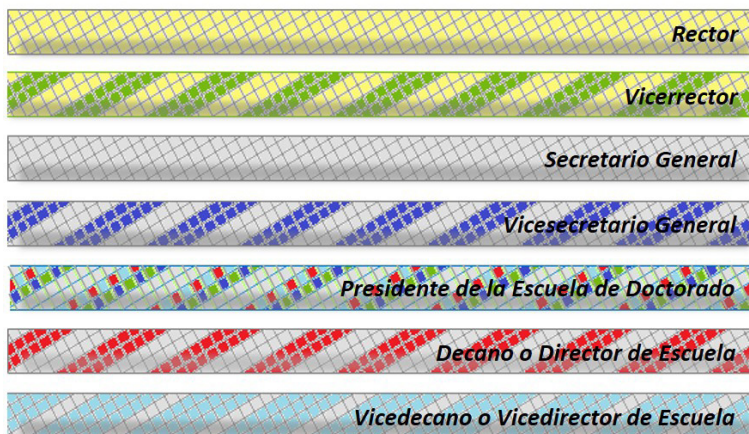 Rector
Vicerrector
Secretario General
Vicesecretario General
Presidente de la Escuela de Doctorado
Decano o Director de Escuela
Vicedecano o Vicedirector de Escuela